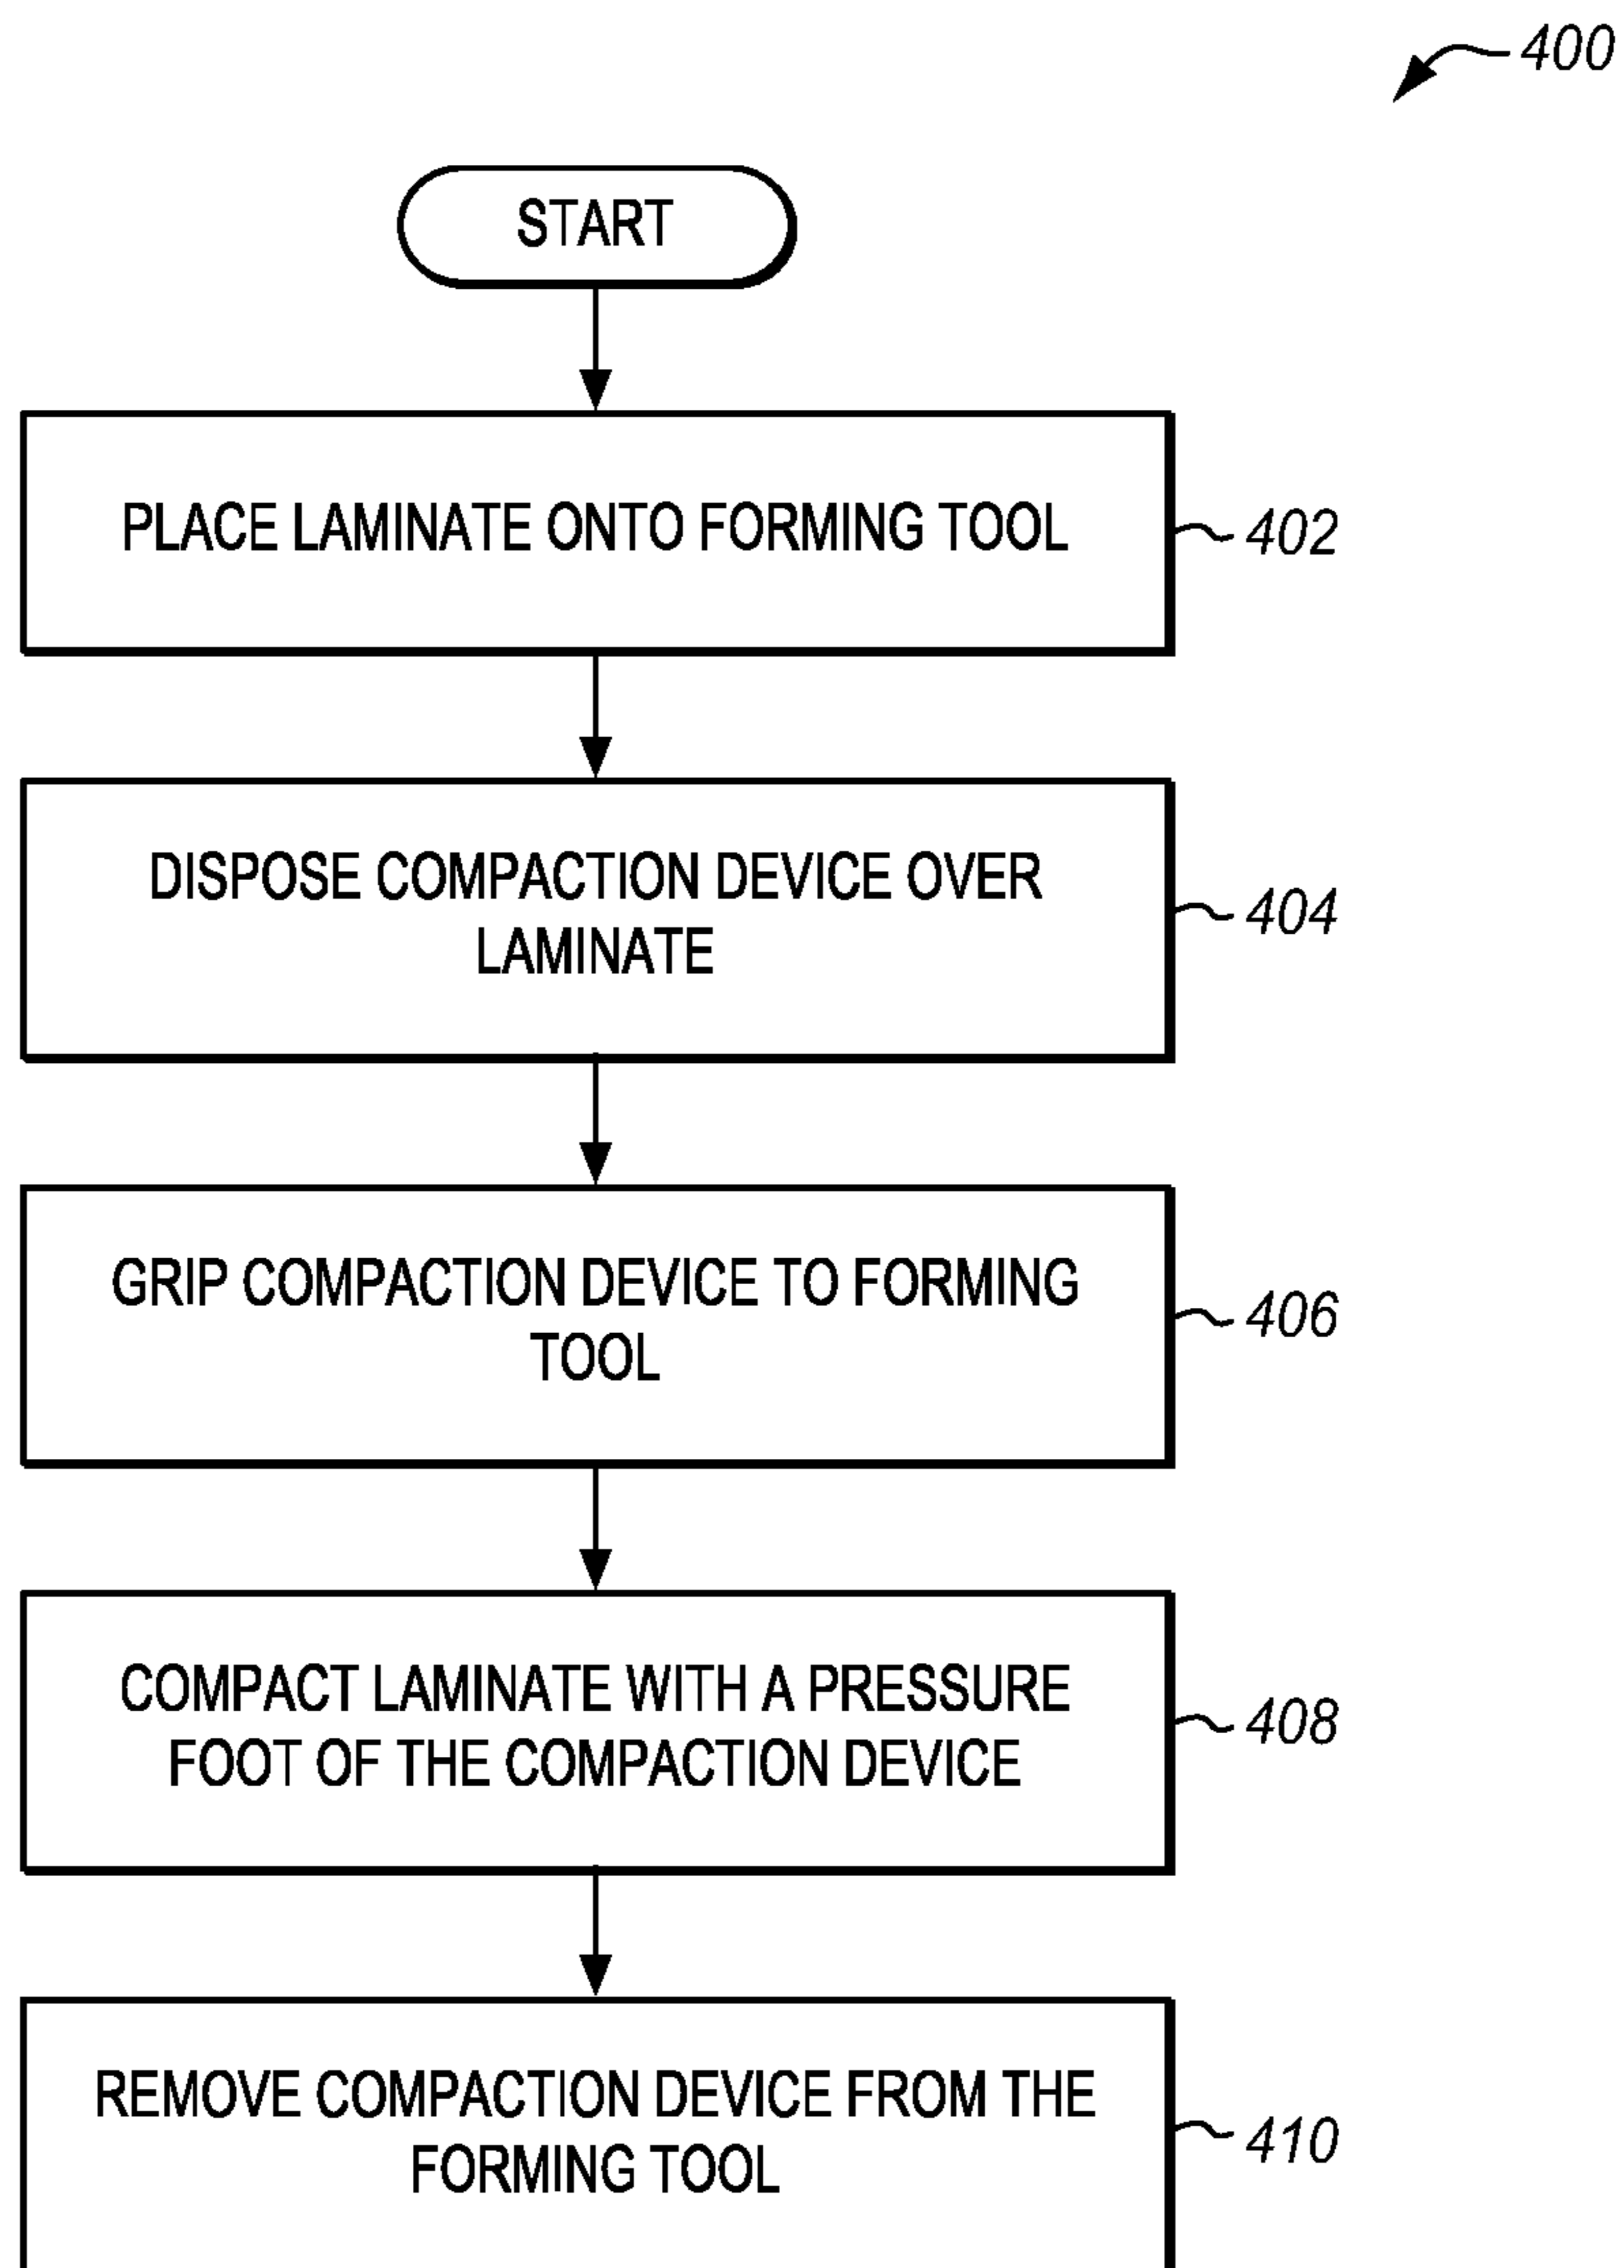 400
START
PLACE LAMINATE ONTO FORMING TOOL
402
DISPOSE COMPACTION DEVICE OVER
LAMINATE
404
GRIP COMPACTION DEVICE TO FORMING
TOOL
406
COMPACT LAMINATE WITH A PRESSURE
FOOT OF THE COMPACTION DEVICE
408
REMOVE COMPACTION DEVICE FROM THE
FORMING TOOL
410